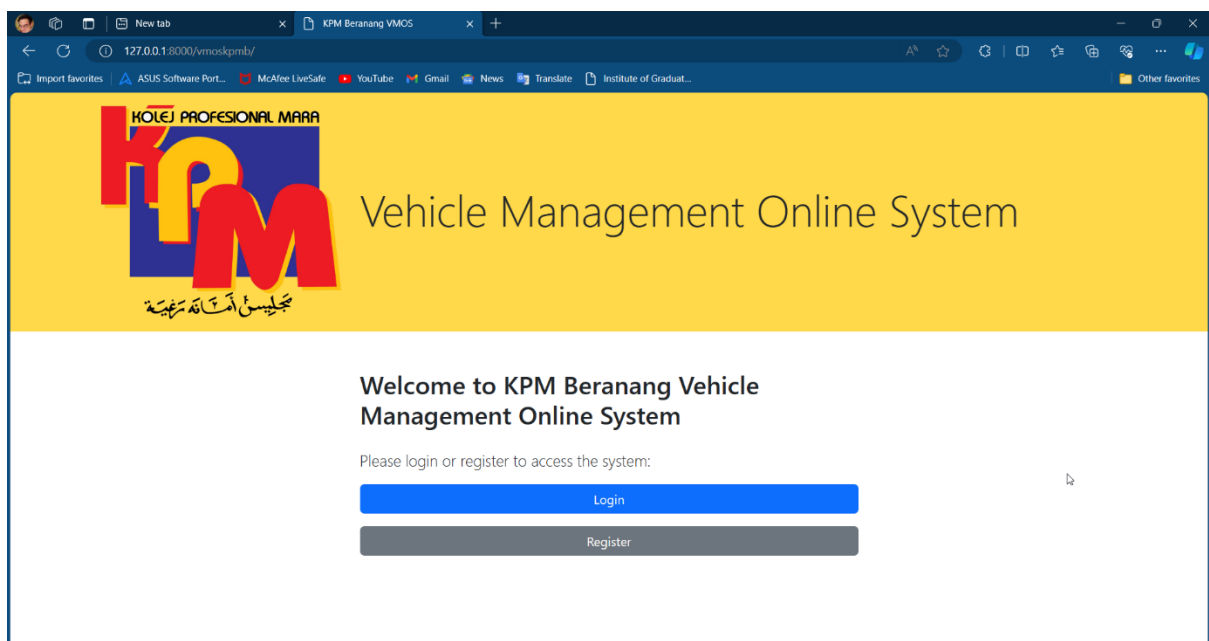 New tab
KPM Beranang VMOS
127.0.0.1:8000/vmoskpmb/
Import favorites
ASUS Software Port...
McAfee LiveSafe
YouTube
Gmail
News
Translate
Institute of Graduat...
Other favorites
KOLEJ PROFESIONAL MARA
KPM
مجليس أمانه رعية
Vehicle Management Online System
Welcome to KPM Beranang Vehicle
Management Online System
Please login or register to access the system:
Login
Register